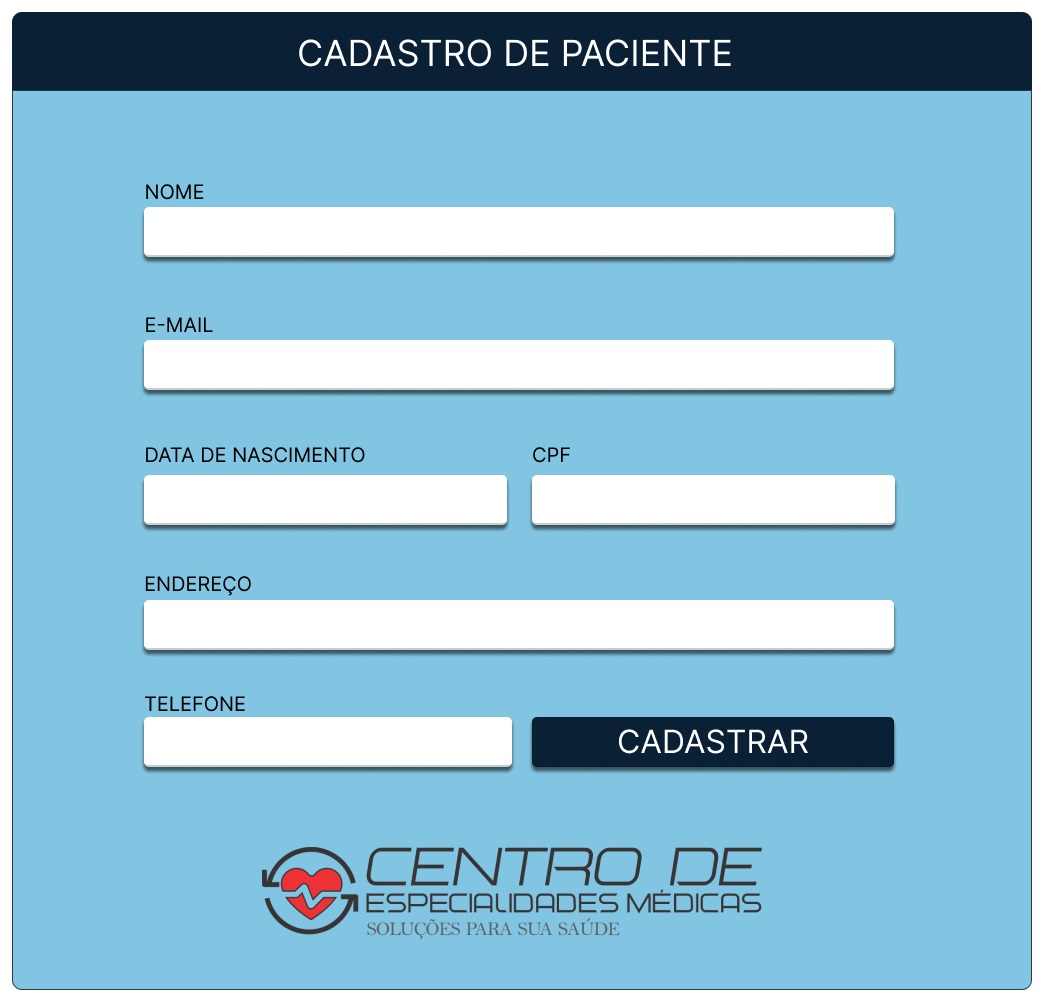 CADASTRO DE PACIENTE
NOME
E-MAIL
DATA DE NASCIMENTO CPF
ENDEREÇO
TELEFONE
CADASTRAR
CENTRO DE
ESPECIALIDADES MÉDICAS
SOLUÇÕES PARA SUA SAÚDE